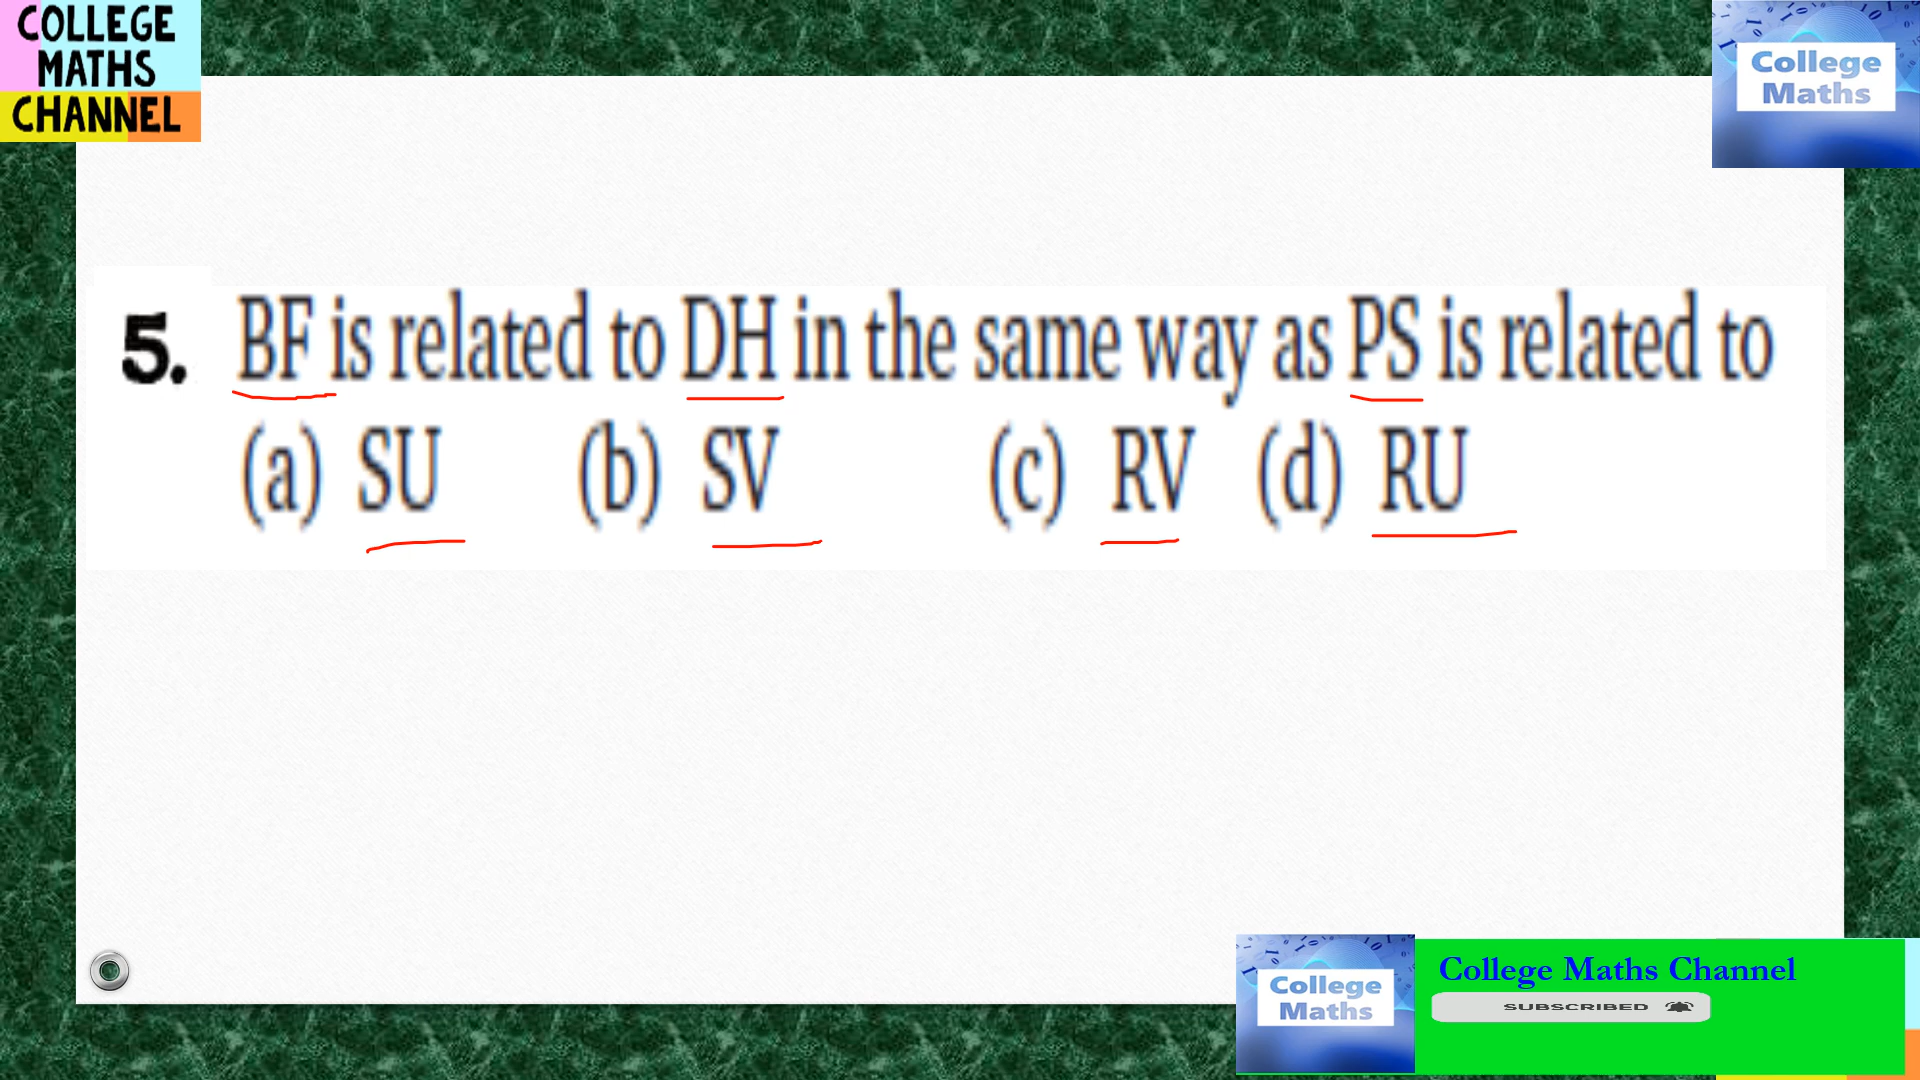 COLLEGE
MATHS
CHANNEL
College
Maths
5. BF is related to DH in the same way as PS is related to
(a) SU (b) SV (c) RV (d) RU
College
Maths
College Maths Channel
SUBSCRIBED